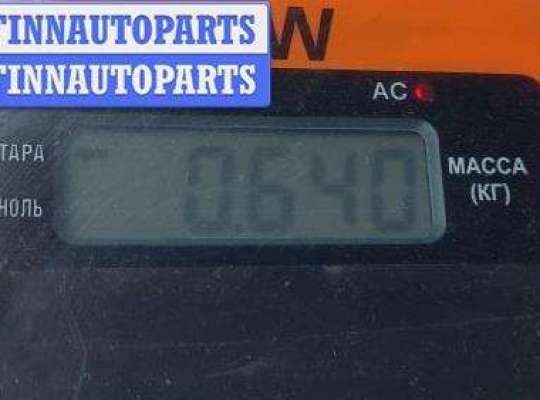 FINNAUTOPARTS
FINNAUTOPARTS
W
AC
ТАРА
0.640
МАССА
(КГ)
НОЛЬ